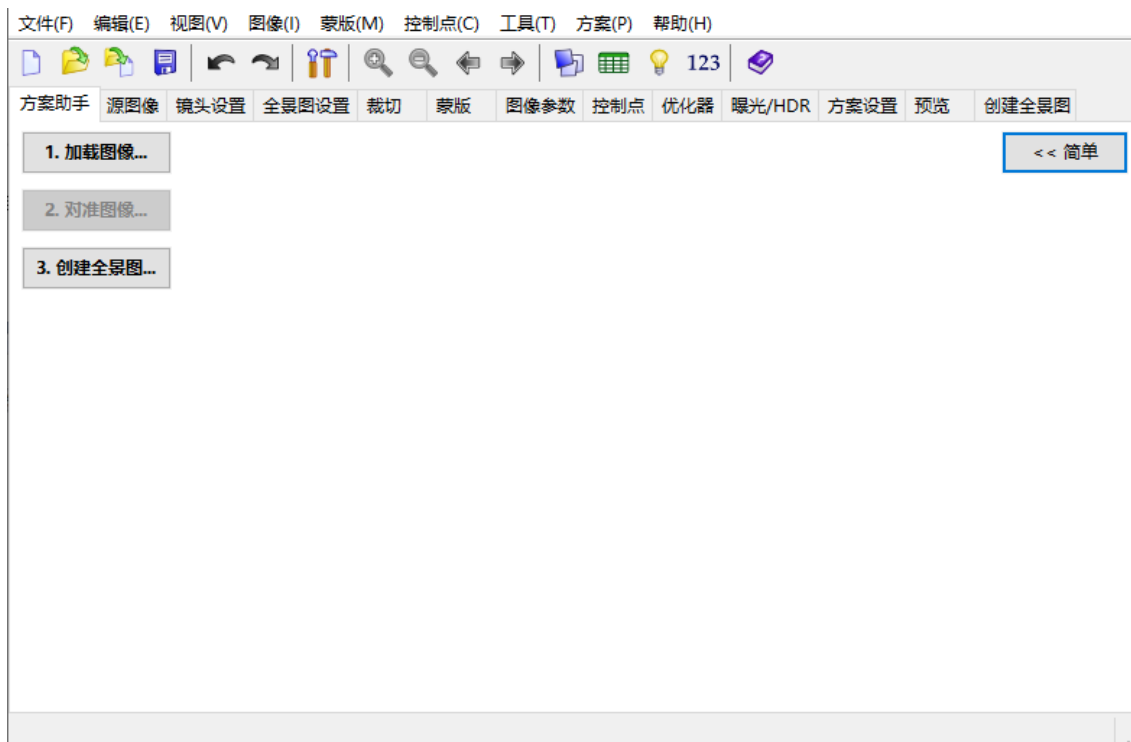 文件(F) 编辑(E) 视图(V) 图像(I) 蒙版(M) 控制点(C) 工具(T) 方案(P) 帮助(H)
123
方案助手 源图像 镜头设置 全景图设置 裁切 蒙版 图像参数 控制点 优化器 曝光/HDR 方案设置 预览 创建全景图
1. 加载图像... << 简单
2. 对准图像...
3. 创建全景图...